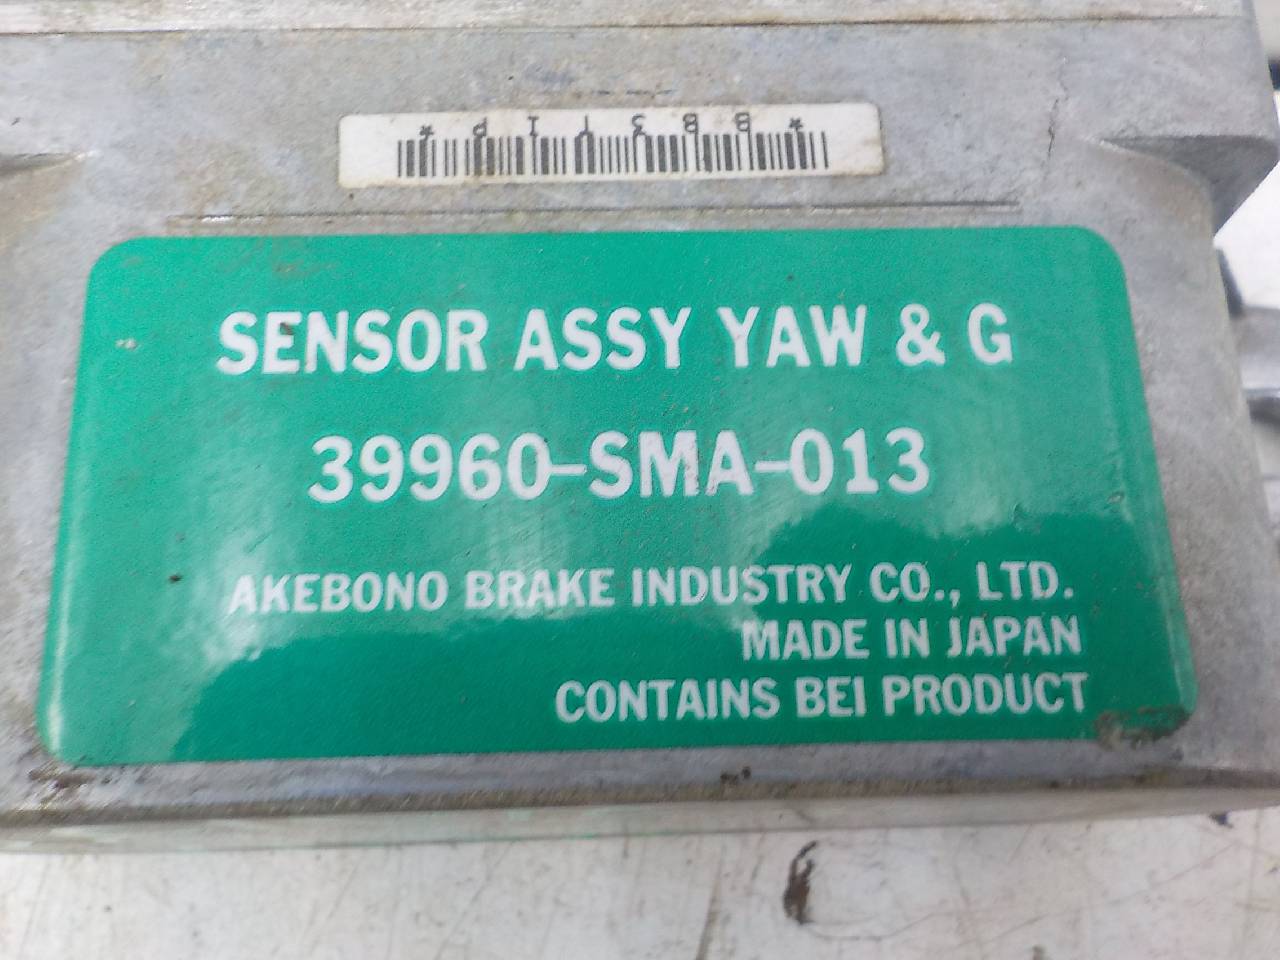 SENSOR ASSY YAW & G
39960-SMA-013
AKEBONO BRAKE INDUSTRY CO., LTD.
MADE IN JAPAN
CONTAINS BEI PRODUCT